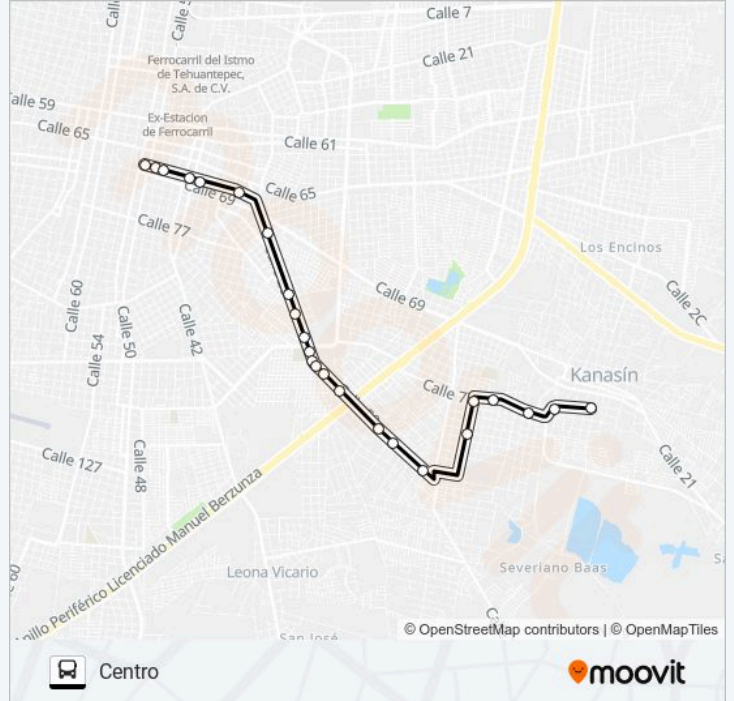 Calle 7
Calle 21
Ferrocarril del Istmo
de Tehuantepec,
S.A. de C.V.
alle 59
Calle 65
Ex-Estacion
de Ferrocarril
Calle 61
Calle 69
Calle 65
Calle 77
Los Encinos
Calle 60
Calle 54
Calle 50
Calle 42
Calle 69
Calle 2C
Kanasín
Calle 7
Calle 127
Calle 48
Calle 21
nillo Periférico Licenciado Manuel Berzunza
Leona Vicario
Severiano Baas
San José
© OpenStreetMap contributors | © OpenMapTiles
Centro
moovit